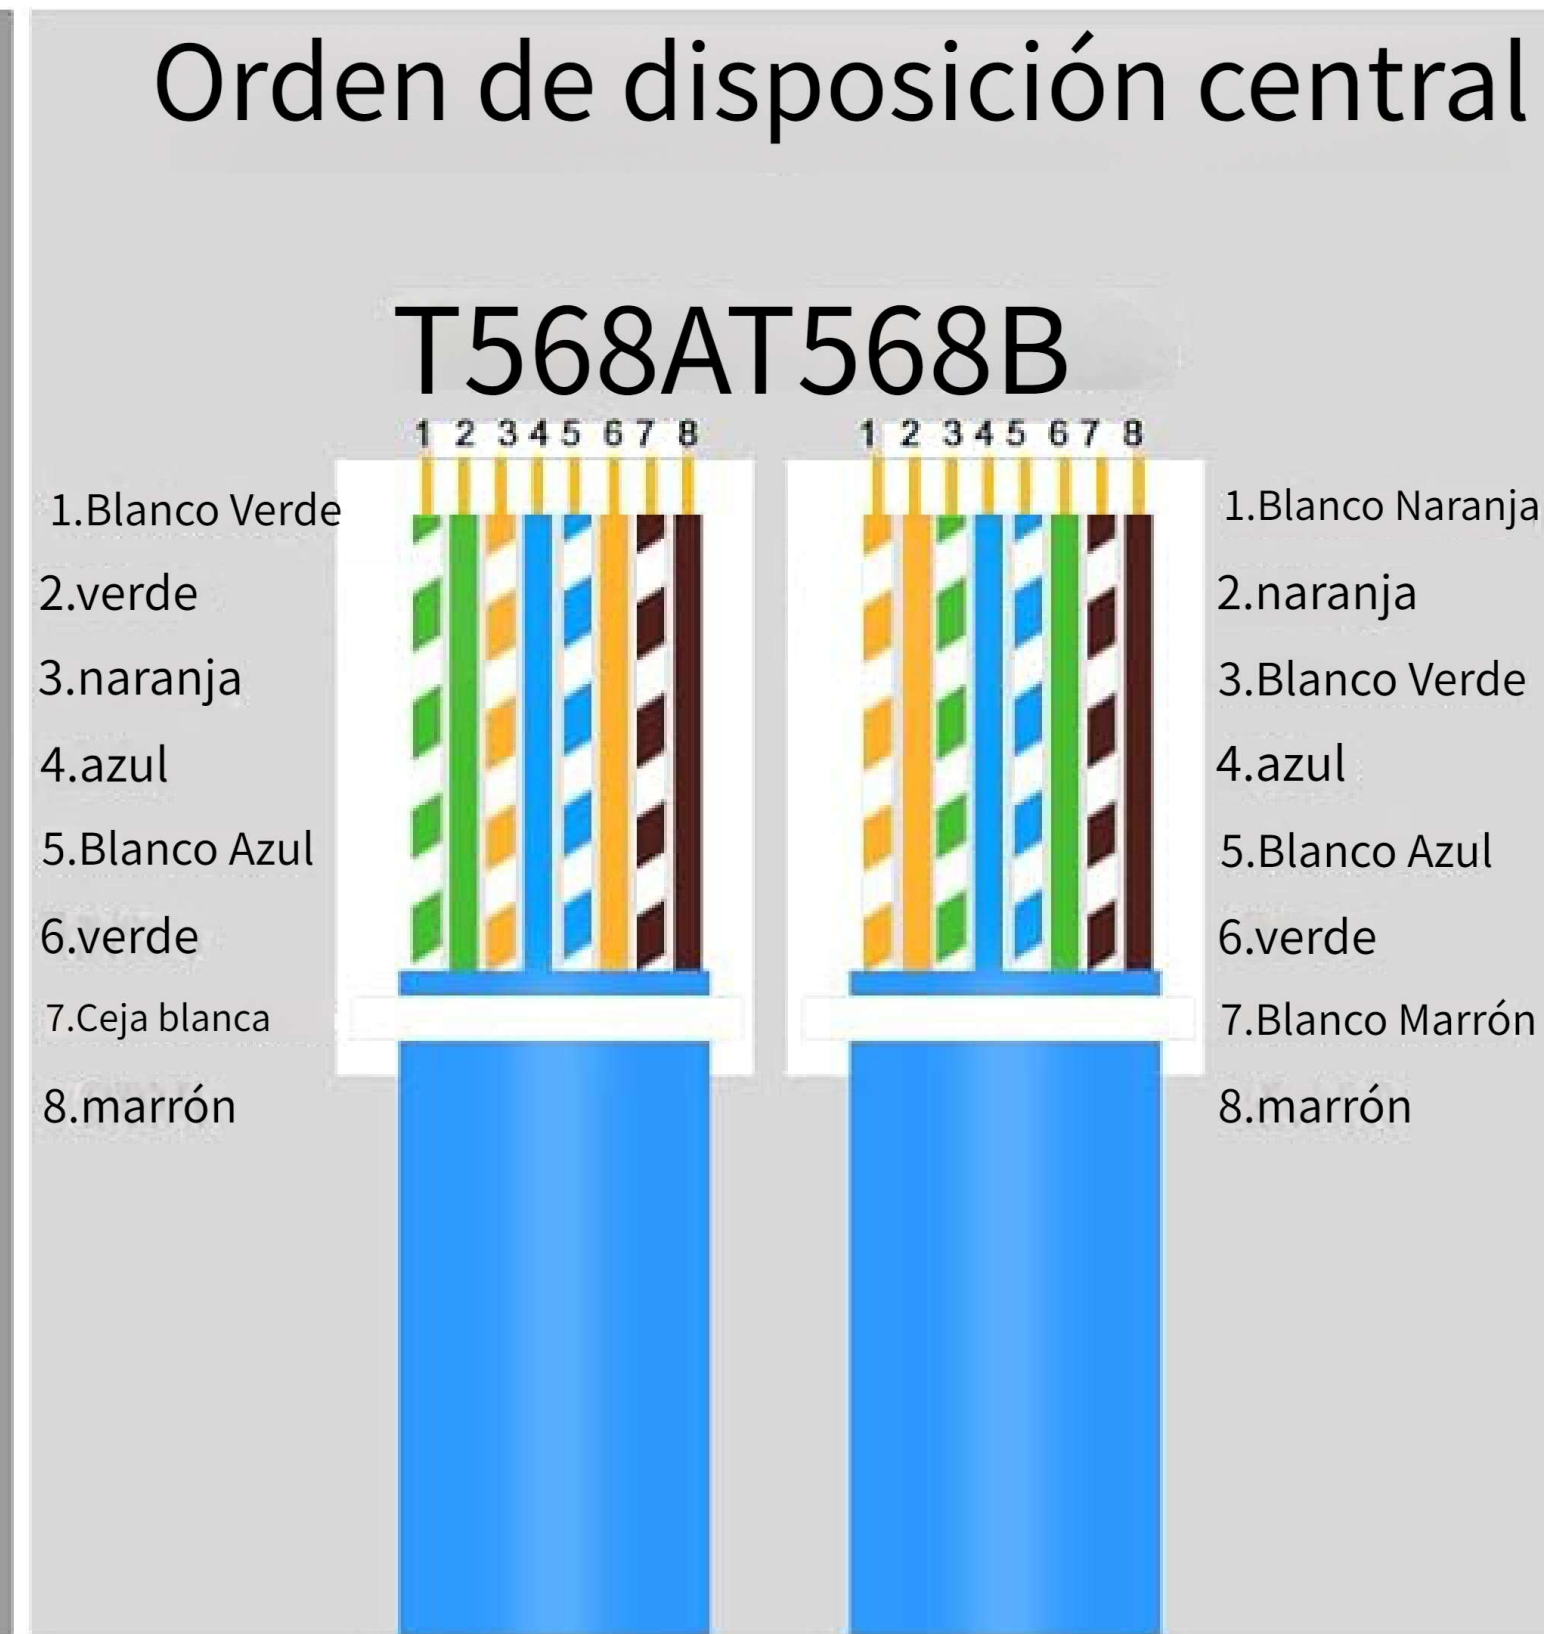 Orden de disposición central
T568AT568B
1 2 3 4 5 6 7 8
1 2 3 4 5 6 7 8
1.Blanco Verde
2.verde
3.naranja
4.azul
5.Blanco Azul
6.verde
7.Ceja blanca
8.marrón
1.Blanco Naranja
2.naranja
3.Blanco Verde
4.azul
5.Blanco Azul
6.verde
7.Blanco Marrón
8.marrón